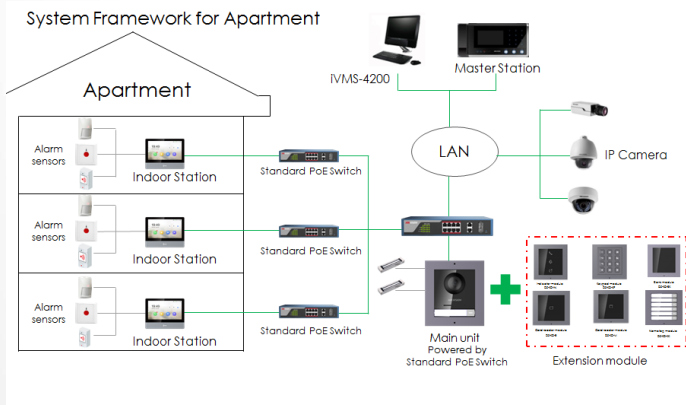 System Framework for Apartment
iVMS-4200
Master Station
Apartment
LAN
IP Camera
Alarm
sensors
Indoor Station
Standard PoE Switch
Alarm
sensors
Indoor Station
Standard PoE Switch
Alarm
sensors
Indoor Station
Standard PoE Switch
Main unit
Powered by
Standard PoE Switch
Extension module